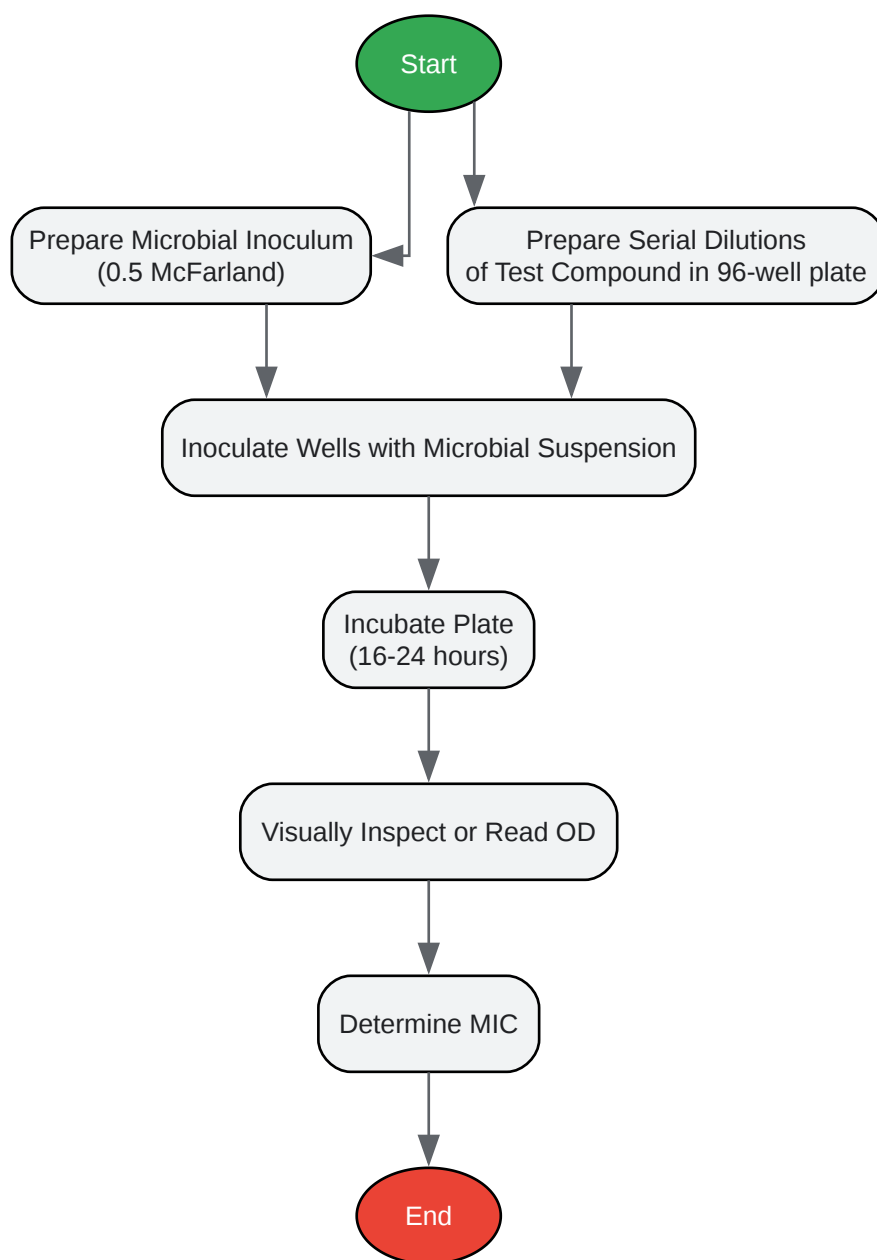 Start
Prepare Microbial Inoculum
(0.5 McFarland)
Prepare Serial Dilutions
of Test Compound in 96-well plate
Inoculate Wells with Microbial Suspension
Incubate Plate
(16-24 hours)
Visually Inspect or Read OD
Determine MIC
End